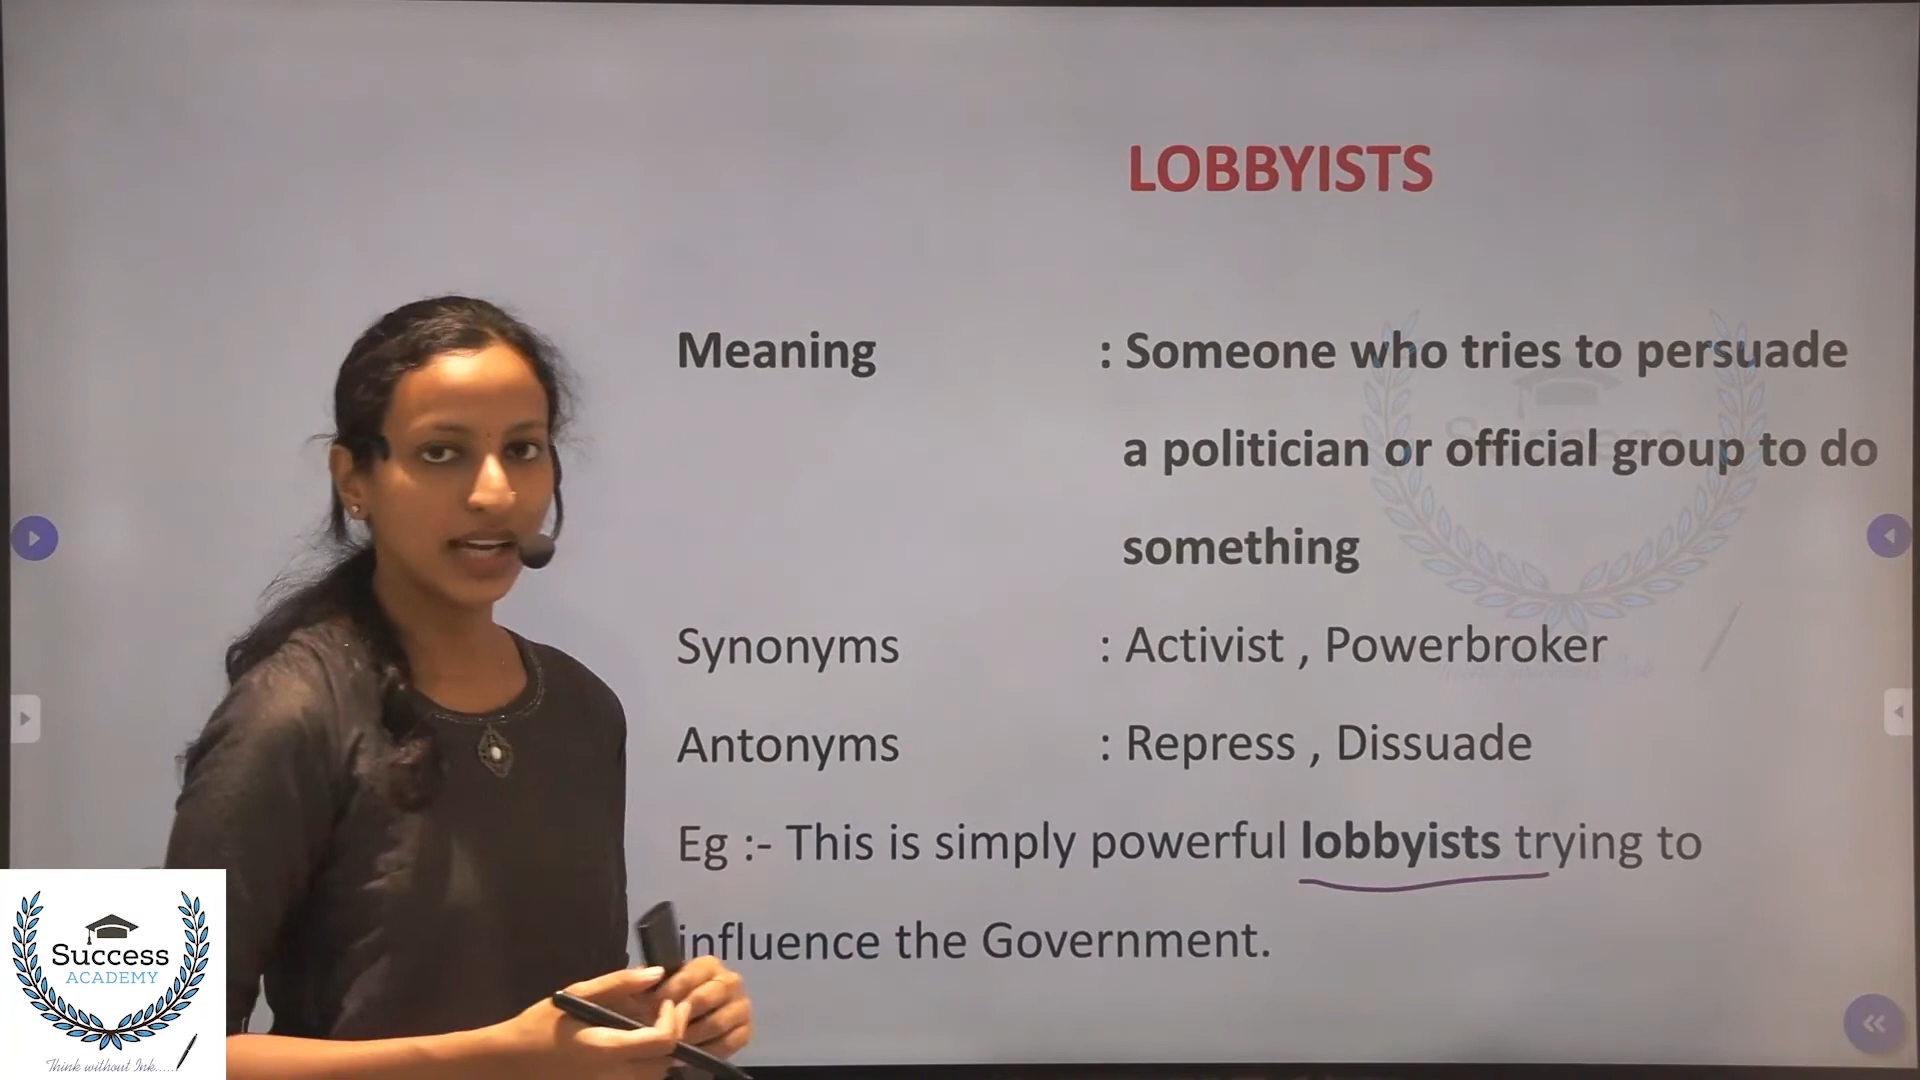 LOBBYISTS
Meaning : Someone who tries to persuade
a politician or official group to do
something
Synonyms : Activist , Powerbroker
Antonyms : Repress , Dissuade
Eg :- This is simply powerful lobbyists trying to
influence the Government.
Success
ACADEMY
Think without Ink.....
Success